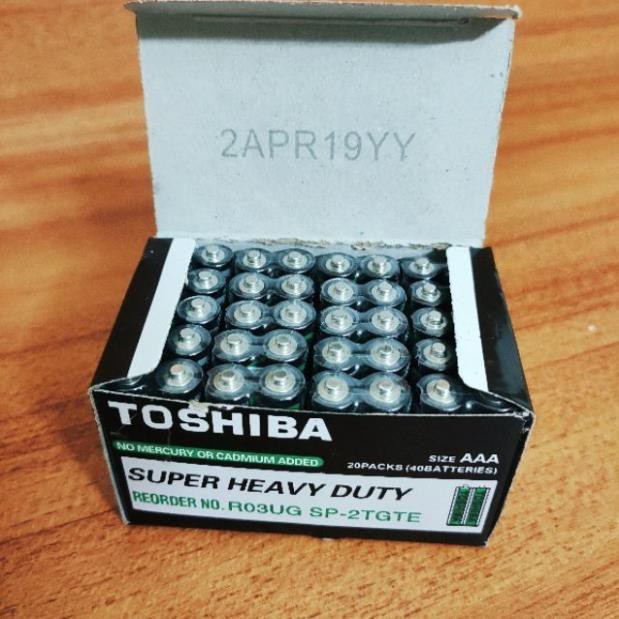 2APR19YY
TOSHIBA
NO MERCURY OR CADMIUM ADDED
SIZE AAA
20PACKS (40BATTERIES)
SUPER HEAVY DUTY
REORDER NO. R03UG SP-2TGTE